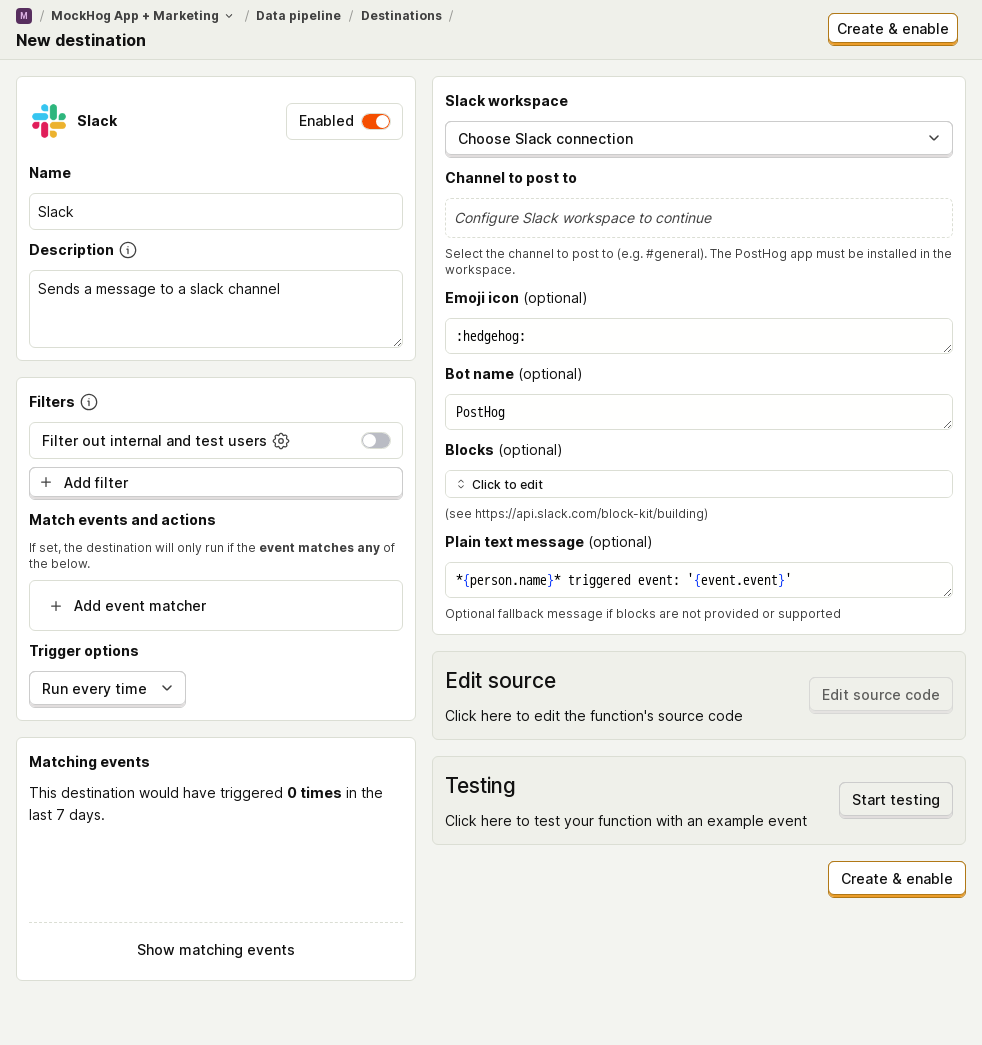 M / MockHog App + Marketing / Data pipeline / Destinations /
New destination
Create & enable
Slack
Enabled
Name
Slack
Description
Sends a message to a slack channel
Filters
Filter out internal and test users
Add filter
Match events and actions
If set, the destination will only run if the event matches any of
the below.
Add event matcher
Trigger options
Run every time
Matching events
This destination would have triggered 0 times in the
last 7 days.
Show matching events
Slack workspace
Choose Slack connection
Channel to post to
Configure Slack workspace to continue
Select the channel to post to (e.g. #general). The PostHog app must be installed in the
workspace.
Emoji icon (optional)
:hedgehog:
Bot name (optional)
PostHog
Blocks (optional)
Click to edit
(see https://api.slack.com/block-kit/building)
Plain text message (optional)
*{person.name}* triggered event: '{event.event}'
Optional fallback message if blocks are not provided or supported
Edit source
Click here to edit the function's source code
Edit source code
Testing
Click here to test your function with an example event
Start testing
Create & enable